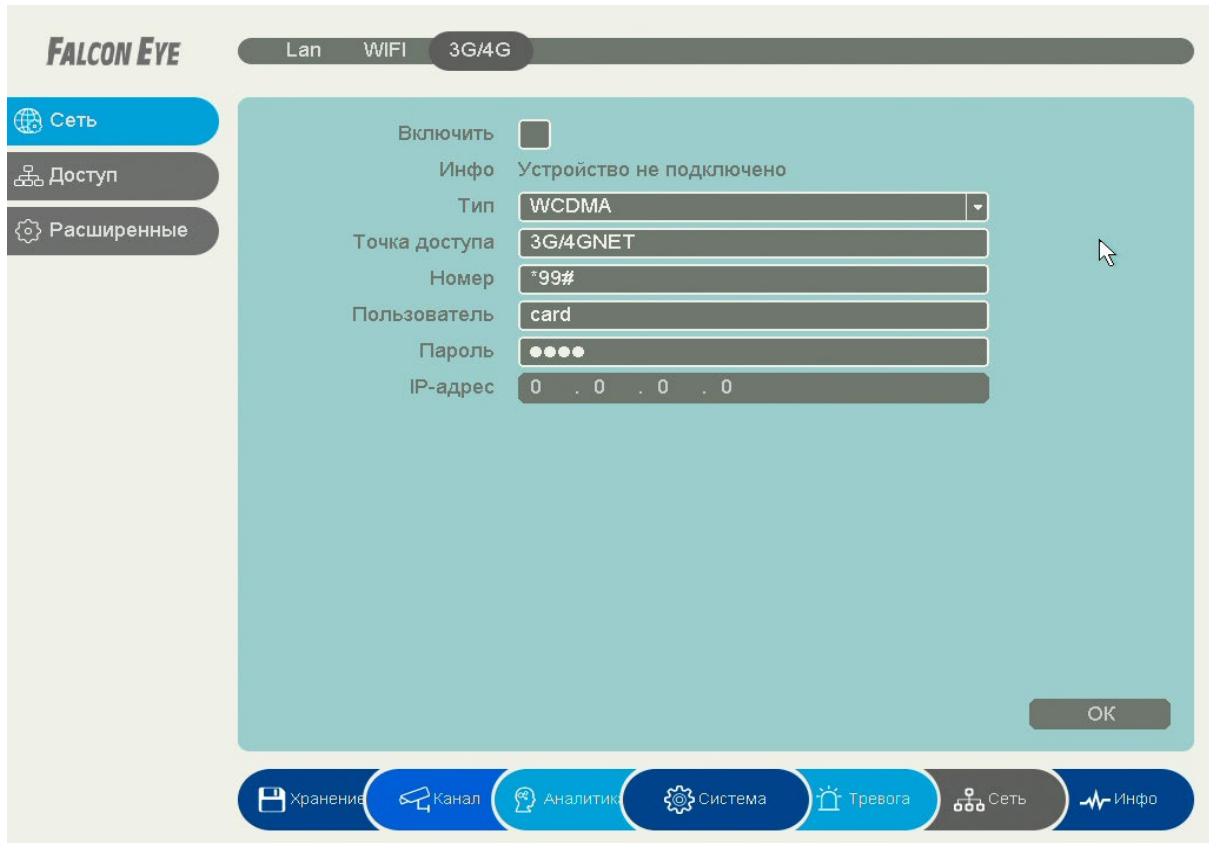 FALCON EYE
Lan WIFI 3G/4G
Сеть
Доступ
Расширенные
Включить
Инфо Устройство не подключено
Тип WCDMA
Точка доступа 3G/4GNET
Номер *99#
Пользователь card
Пароль ●●●●
IP-адрес 0 . 0 . 0 . 0
OK
Хранение Канал Аналитика Система Тревога Сеть Инфо